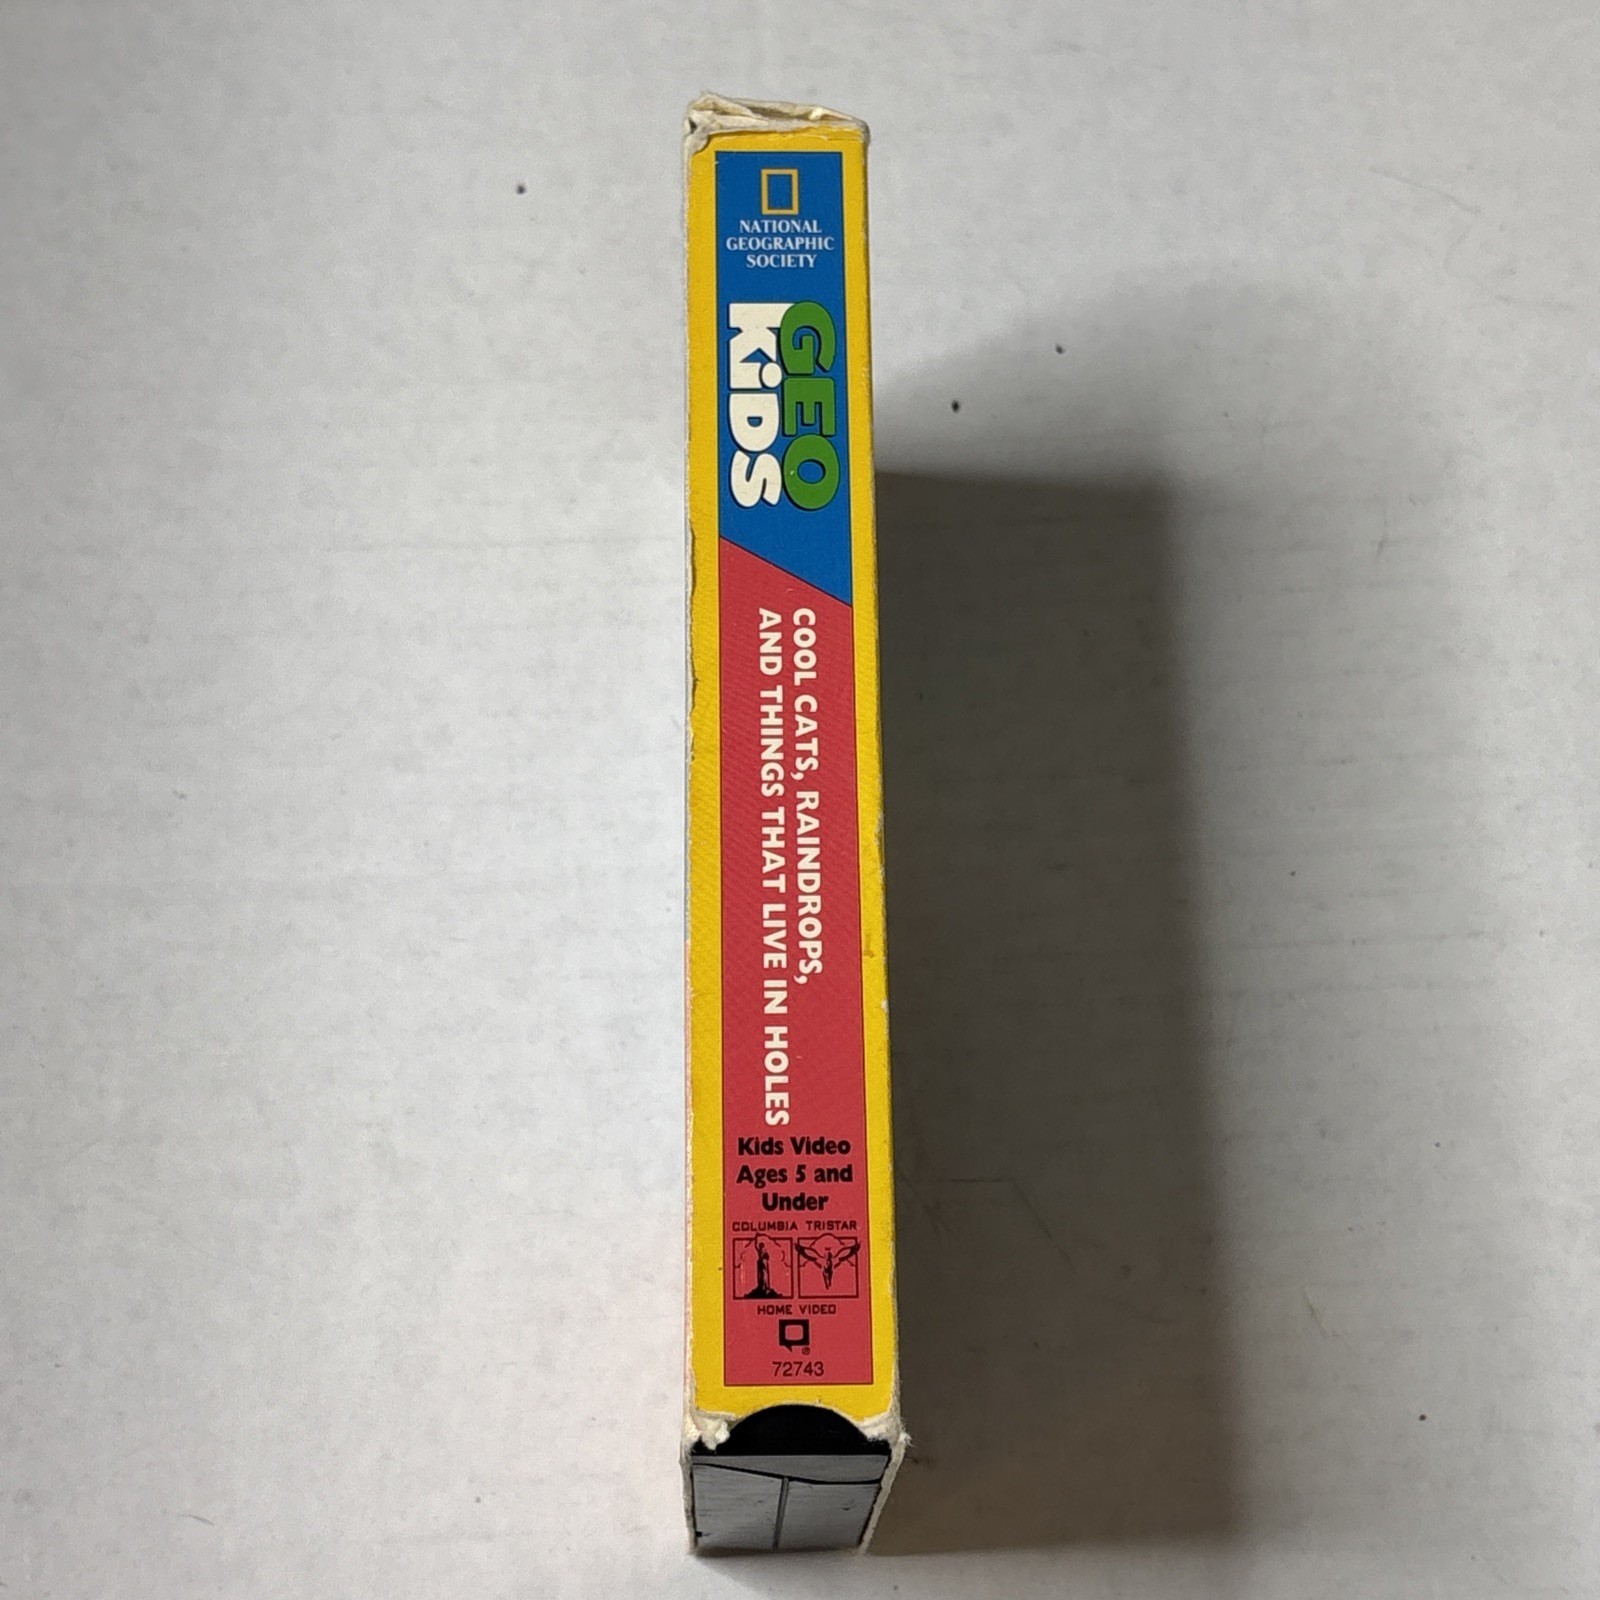 NATIONAL
GEOGRAPHIC
SOCIETY
GEO
KiDS
COOL CATS, RAINDROPS,
AND THINGS THAT LIVE IN HOLES
Kids Video
Ages 5 and
Under
COLUMBIA TRISTAR
HOME VIDEO
®
72743